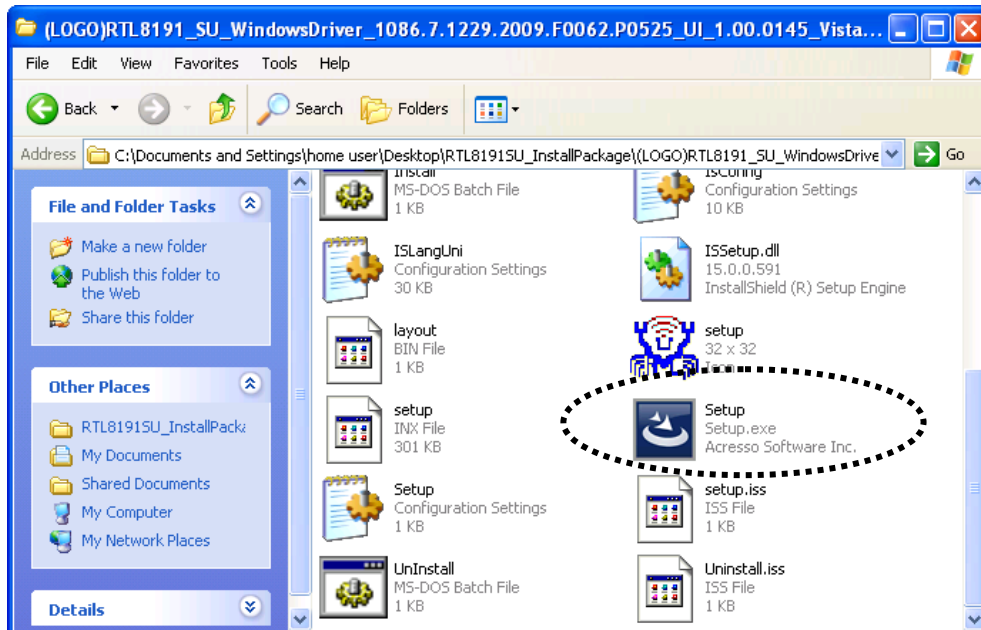 (LOGO)RTL8191_SU_WindowsDriver_1086.7.1229.2009.F0062.P0525_UI_1.00.0145_Vista...
File Edit View Favorites Tools Help
Back Search Folders
Address C:\Documents and Settings\home user\Desktop\RTL8191SU_InstallPackage\(LOGO)RTL8191_SU_WindowsDrive Go
File and Folder Tasks
Make a new folder
Publish this folder to
the Web
Share this folder
Other Places
RTL8191SU_InstallPacka
My Documents
Shared Documents
My Computer
My Network Places
Details
Install
MS-DOS Batch File
1 KB
IsConfig
Configuration Settings
10 KB
ISLangUni
Configuration Settings
30 KB
ISSetup.dll
15.0.0.591
InstallShield (R) Setup Engine
layout
BIN File
1 KB
setup
32 x 32
Icon
setup
INX File
301 KB
Setup
Setup.exe
Acresso Software Inc.
Setup
Configuration Settings
1 KB
setup.iss
ISS File
1 KB
UnInstall
MS-DOS Batch File
1 KB
Uninstall.iss
ISS File
1 KB